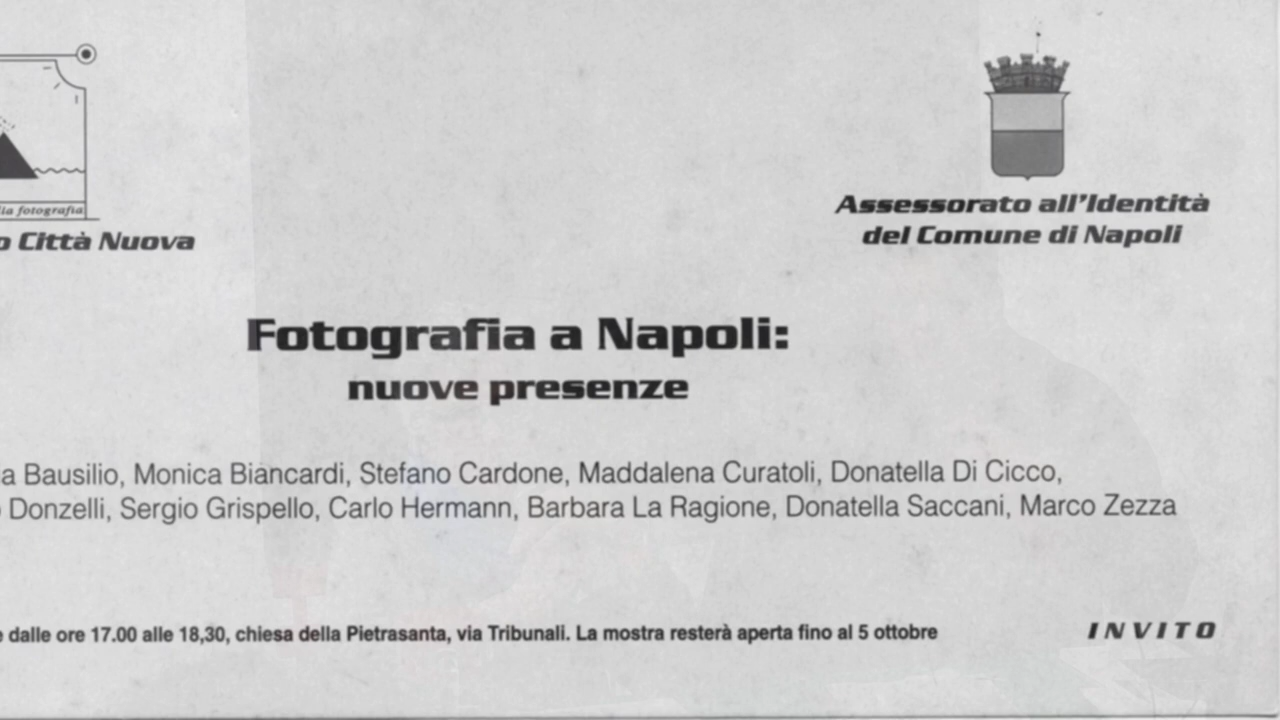 lla fotografia
o Città Nuova
Assessorato all'Identità
del Comune di Napoli
Fotografia a Napoli:
nuove presenze
a Bausilio, Monica Biancardi, Stefano Cardone, Maddalena Curatoli, Donatella Di Cicco,
Donzelli, Sergio Grispello, Carlo Hermann, Barbara La Ragione, Donatella Saccani, Marco Zezza
e dalle ore 17.00 alle 18,30, chiesa della Pietrasanta, via Tribunali. La mostra resterà aperta fino al 5 ottobre
INVITO